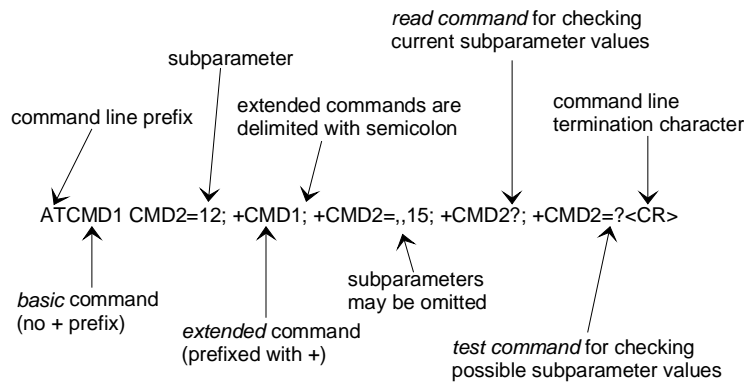 read command for checking
current subparameter values
subparameter
extended commands are
delimited with semicolon
command line
termination character
command line prefix
ATCMD1 CMD2=12; +CMD1; +CMD2=,,15; +CMD2?; +CMD2=?<CR>
basic command
(no + prefix)
extended command
(prefixed with +)
subparameters
may be omitted
test command for checking
possible subparameter values